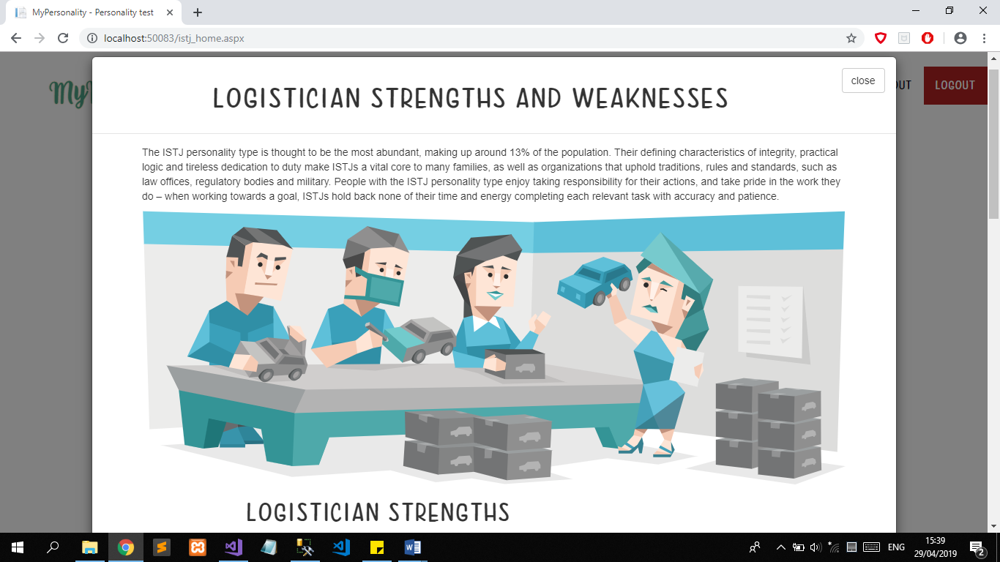 MyPersonality - Personality test
localhost:50083/istj_home.aspx
LOGOUT
close
LOGISTICIAN STRENGTHS AND WEAKNESSES
The ISTJ personality type is thought to be the most abundant, making up around 13% of the population. Their defining characteristics of integrity, practical
logic and tireless dedication to duty make ISTJs a vital core to many families, as well as organizations that uphold traditions, rules and standards, such as
law offices, regulatory bodies and military. People with the ISTJ personality type enjoy taking responsibility for their actions, and take pride in the work they
do – when working towards a goal, ISTJs hold back none of their time and energy completing each relevant task with accuracy and patience.
LOGISTICIAN STRENGTHS
ENG
15:39
29/04/2019
2